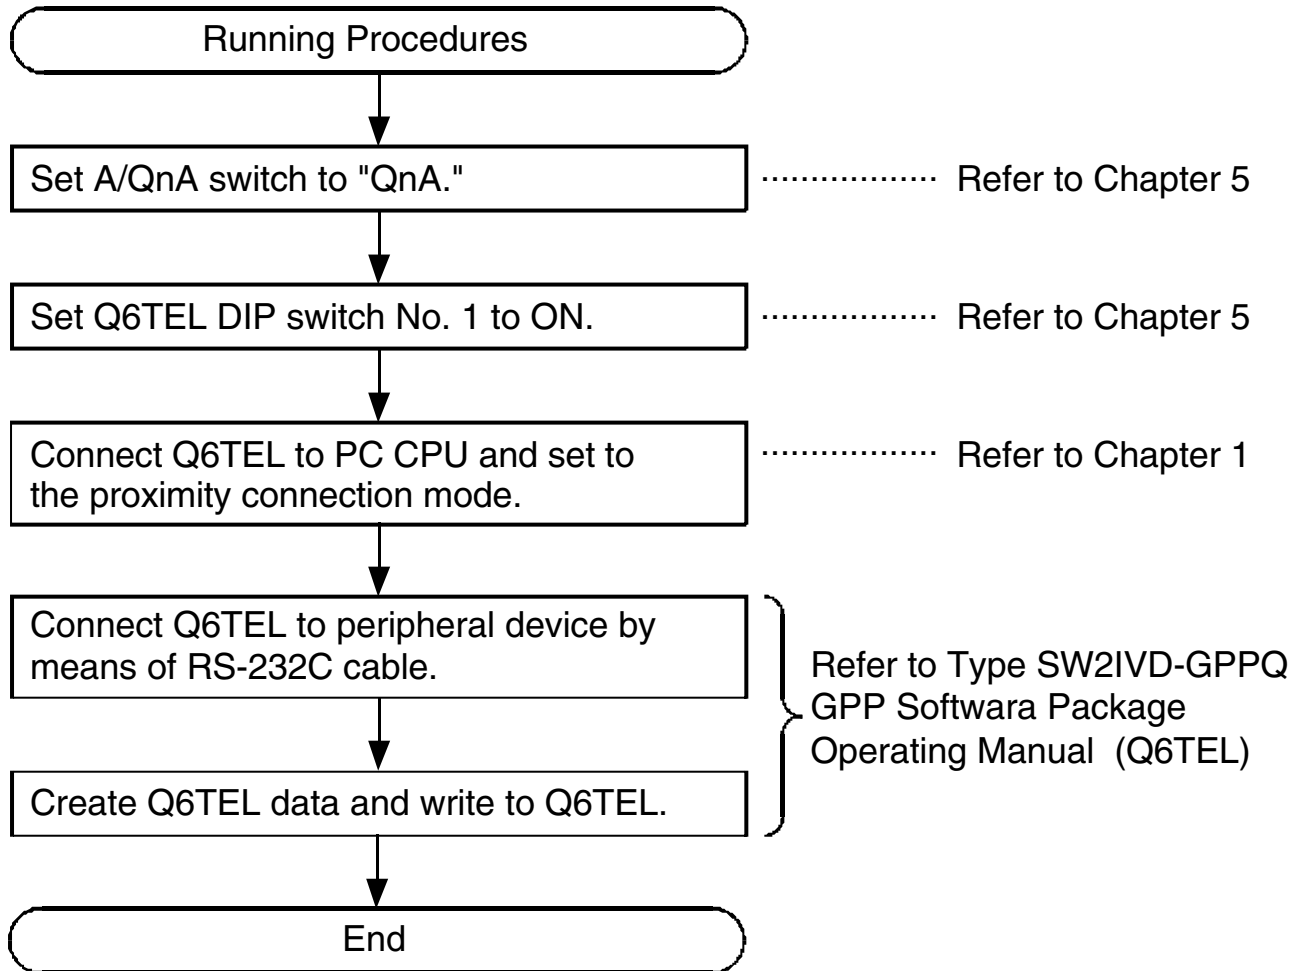 Running Procedures
Set A/QnA switch to "QnA."
.................. Refer to Chapter 5
Set Q6TEL DIP switch No. 1 to ON.
.................. Refer to Chapter 5
Connect Q6TEL to PC CPU and set to
the proximity connection mode.
.................. Refer to Chapter 1
Connect Q6TEL to peripheral device by
means of RS-232C cable.
Create Q6TEL data and write to Q6TEL.
Refer to Type SW2IVD-GPPQ
GPP Softwara Package
Operating Manual (Q6TEL)
End